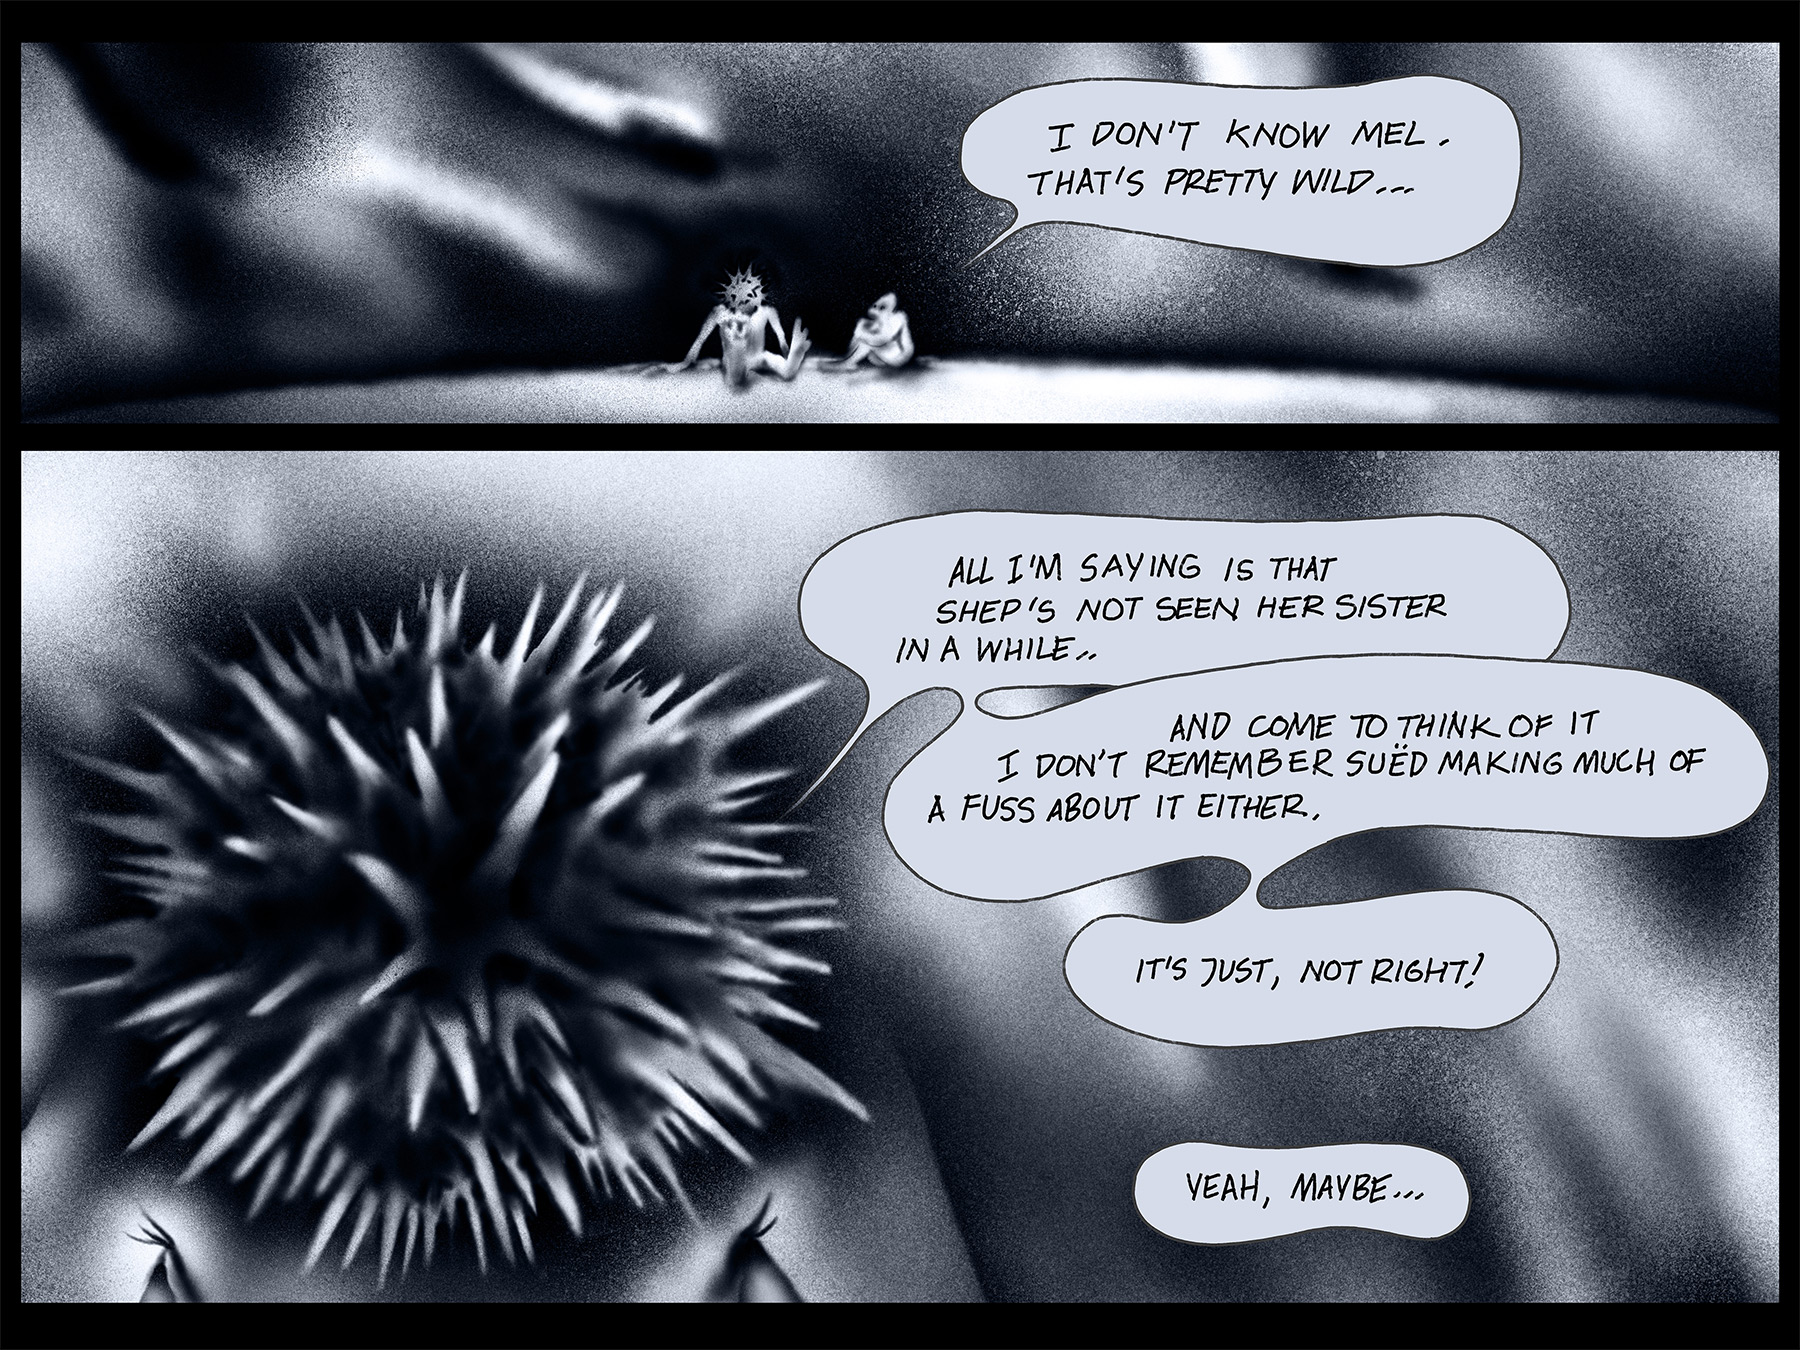 I DON'T KNOW MEL.
THAT'S PRETTY WILD...
ALL I'M SAYING IS THAT
SHEP'S NOT SEEN HER SISTER
IN A WHILE..
AND COME TO THINK OF IT
I DON'T REMEMBER SUËD MAKING MUCH OF
A FUSS ABOUT IT EITHER.
IT'S JUST, NOT RIGHT!
YEAH, MAYBE...